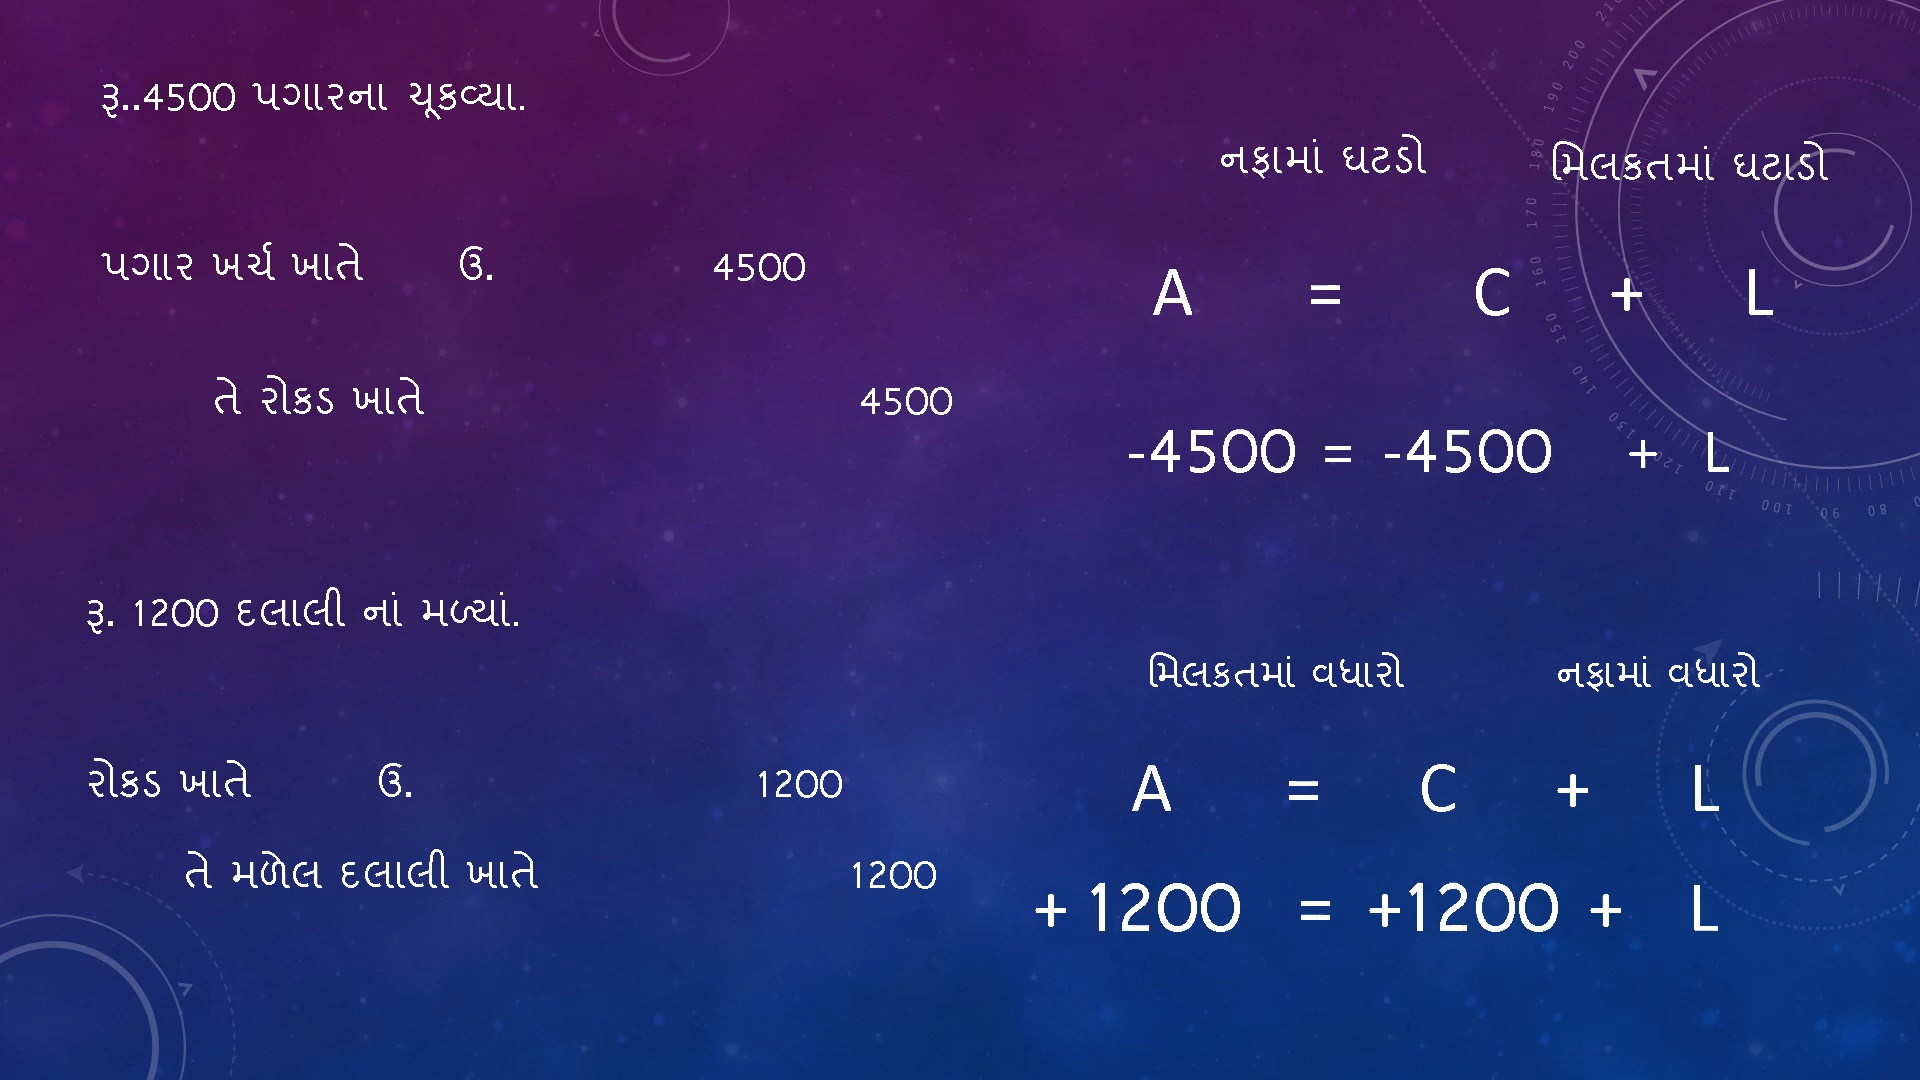 રૂ..4500 પગારના ચૂકવ્યા.
નફામાં ઘટડો મિલકતમાં ઘટાડો
પગાર ખર્ચ ખાતે ઉ. 4500
A = C + L
તે રોકડ ખાતે 4500
-4500 = -4500 + L
રૂ. 1200 દલાલી નાં મળ્યાં.
મિલકતમાં વધારો નફામાં વધારો
રોકડ ખાતે ઉ. 1200
A = C + L
તે મળેલ દલાલી ખાતે 1200
+ 1200 = +1200 + L